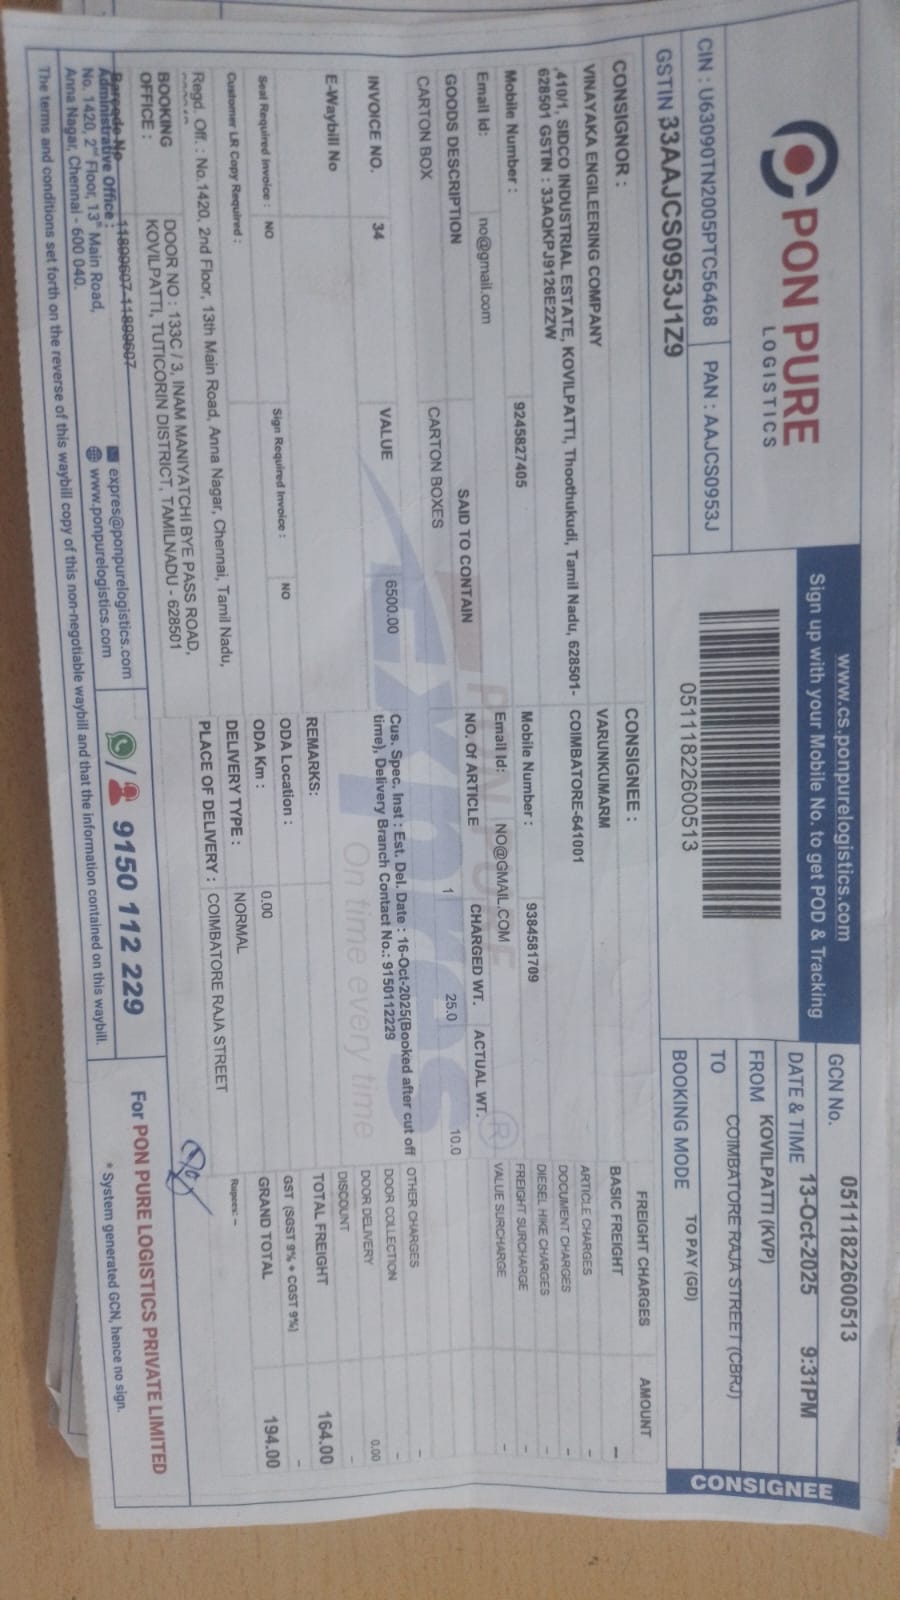 PON PURE
LOGISTICS
CIN : U63090TN2005PTC56468 PAN : AAJCS0953J
GSTIN 33AAJCS0953J1Z9
www.cs.ponpurelogistics.com
Sign up with your Mobile No. to get POD & Tracking
0511182260​0513
GCN No. 05111822600513
DATE & TIME 13-Oct-2025 9:31PM
FROM KOVILPATTI (KVP)
TO COIMBATORE RAJA STREET (CBRJ)
BOOKING MODE TO PAY (GD)
CONSIGNEE
CONSIGNOR :
VINAYAKA ENGILEERING COMPANY
,410/1, SIDCO INDUSTRIAL ESTATE, KOVILPATTI, Thoothukudi, Tamil Nadu, 628501-
628501 GSTIN : 33AQKPJ9126E2ZW
Mobile Number : 9245827405
Email Id: no@gmail.com
CONSIGNEE :
VARUNKUMARM
COIMBATORE-641001
Mobile Number : 9384581709
Email Id: NO@GMAIL.COM
GOODS DESCRIPTION SAID TO CONTAIN NO. Of ARTICLE CHARGED WT. ACTUAL WT.
CARTON BOX CARTON BOXES 1 25.0 10.0
INVOICE NO. 34 VALUE 6500.00
Cus. Spec. Inst : Est. Del. Date : 16-Oct-2025(Booked after cut off
time), Delivery Branch Contact No.: 9150112229
E-Waybill No
REMARKS:
Seal Required Invoice : NO Sign Required Invoice : NO
ODA Location :
Customer LR Copy Required :
ODA Km : 0.00
DELIVERY TYPE : NORMAL
PLACE OF DELIVERY : COIMBATORE RAJA STREET
FREIGHT CHARGES AMOUNT
BASIC FREIGHT -
ARTICLE CHARGES -
DOCUMENT CHARGES -
DIESEL HIKE CHARGES -
FREIGHT SURCHARGE -
VALUE SURCHARGE -
OTHER CHARGES -
DOOR COLLECTION -
DOOR DELIVERY 0.00
DISCOUNT -
TOTAL FREIGHT 164.00
GST (SGST 9% + CGST 9%) -
GRAND TOTAL 194.00
Rupees: –
Regd. Off. : No.1420, 2nd Floor, 13th Main Road, Anna Nagar, Chennai, Tamil Nadu,
BOOKING OFFICE : DOOR NO : 133C / 3, INAM MANIYATCHI BYE PASS ROAD,
KOVILPATTI, TUTICORIN DISTRICT, TAMILNADU - 628501
Barcode No 11809607-11809607
Administrative Office :
No. 1420, 2nd Floor, 13th Main Road,
Anna Nagar, Chennai - 600 040.
expres@ponpurelogistics.com
www.ponpurelogistics.com
/ 9150 112 229
For PON PURE LOGISTICS PRIVATE LIMITED
* System generated GCN, hence no sign.
The terms and conditions set forth on the reverse of this waybill copy of this non-negotiable waybill and that the information contained on this waybill.
PON PURE
Expres
On time every time